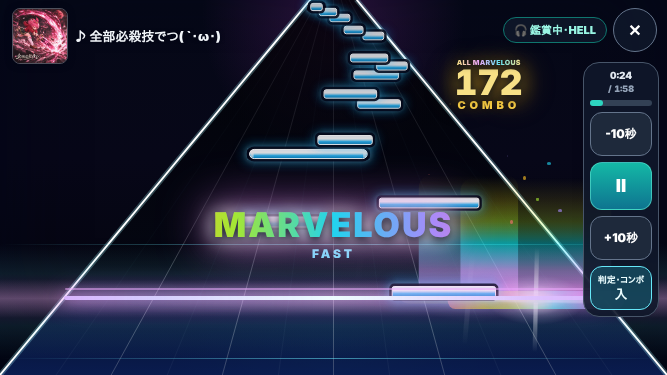 ♪ 全部必殺技でつ(｀･ω･)
🎧 鑑賞中·HELL
×
ALL MARVELOUS
172
COMBO
0:24
/ 1:58
-10秒
+10秒
判定·コンボ
入
MARVELOUS
FAST